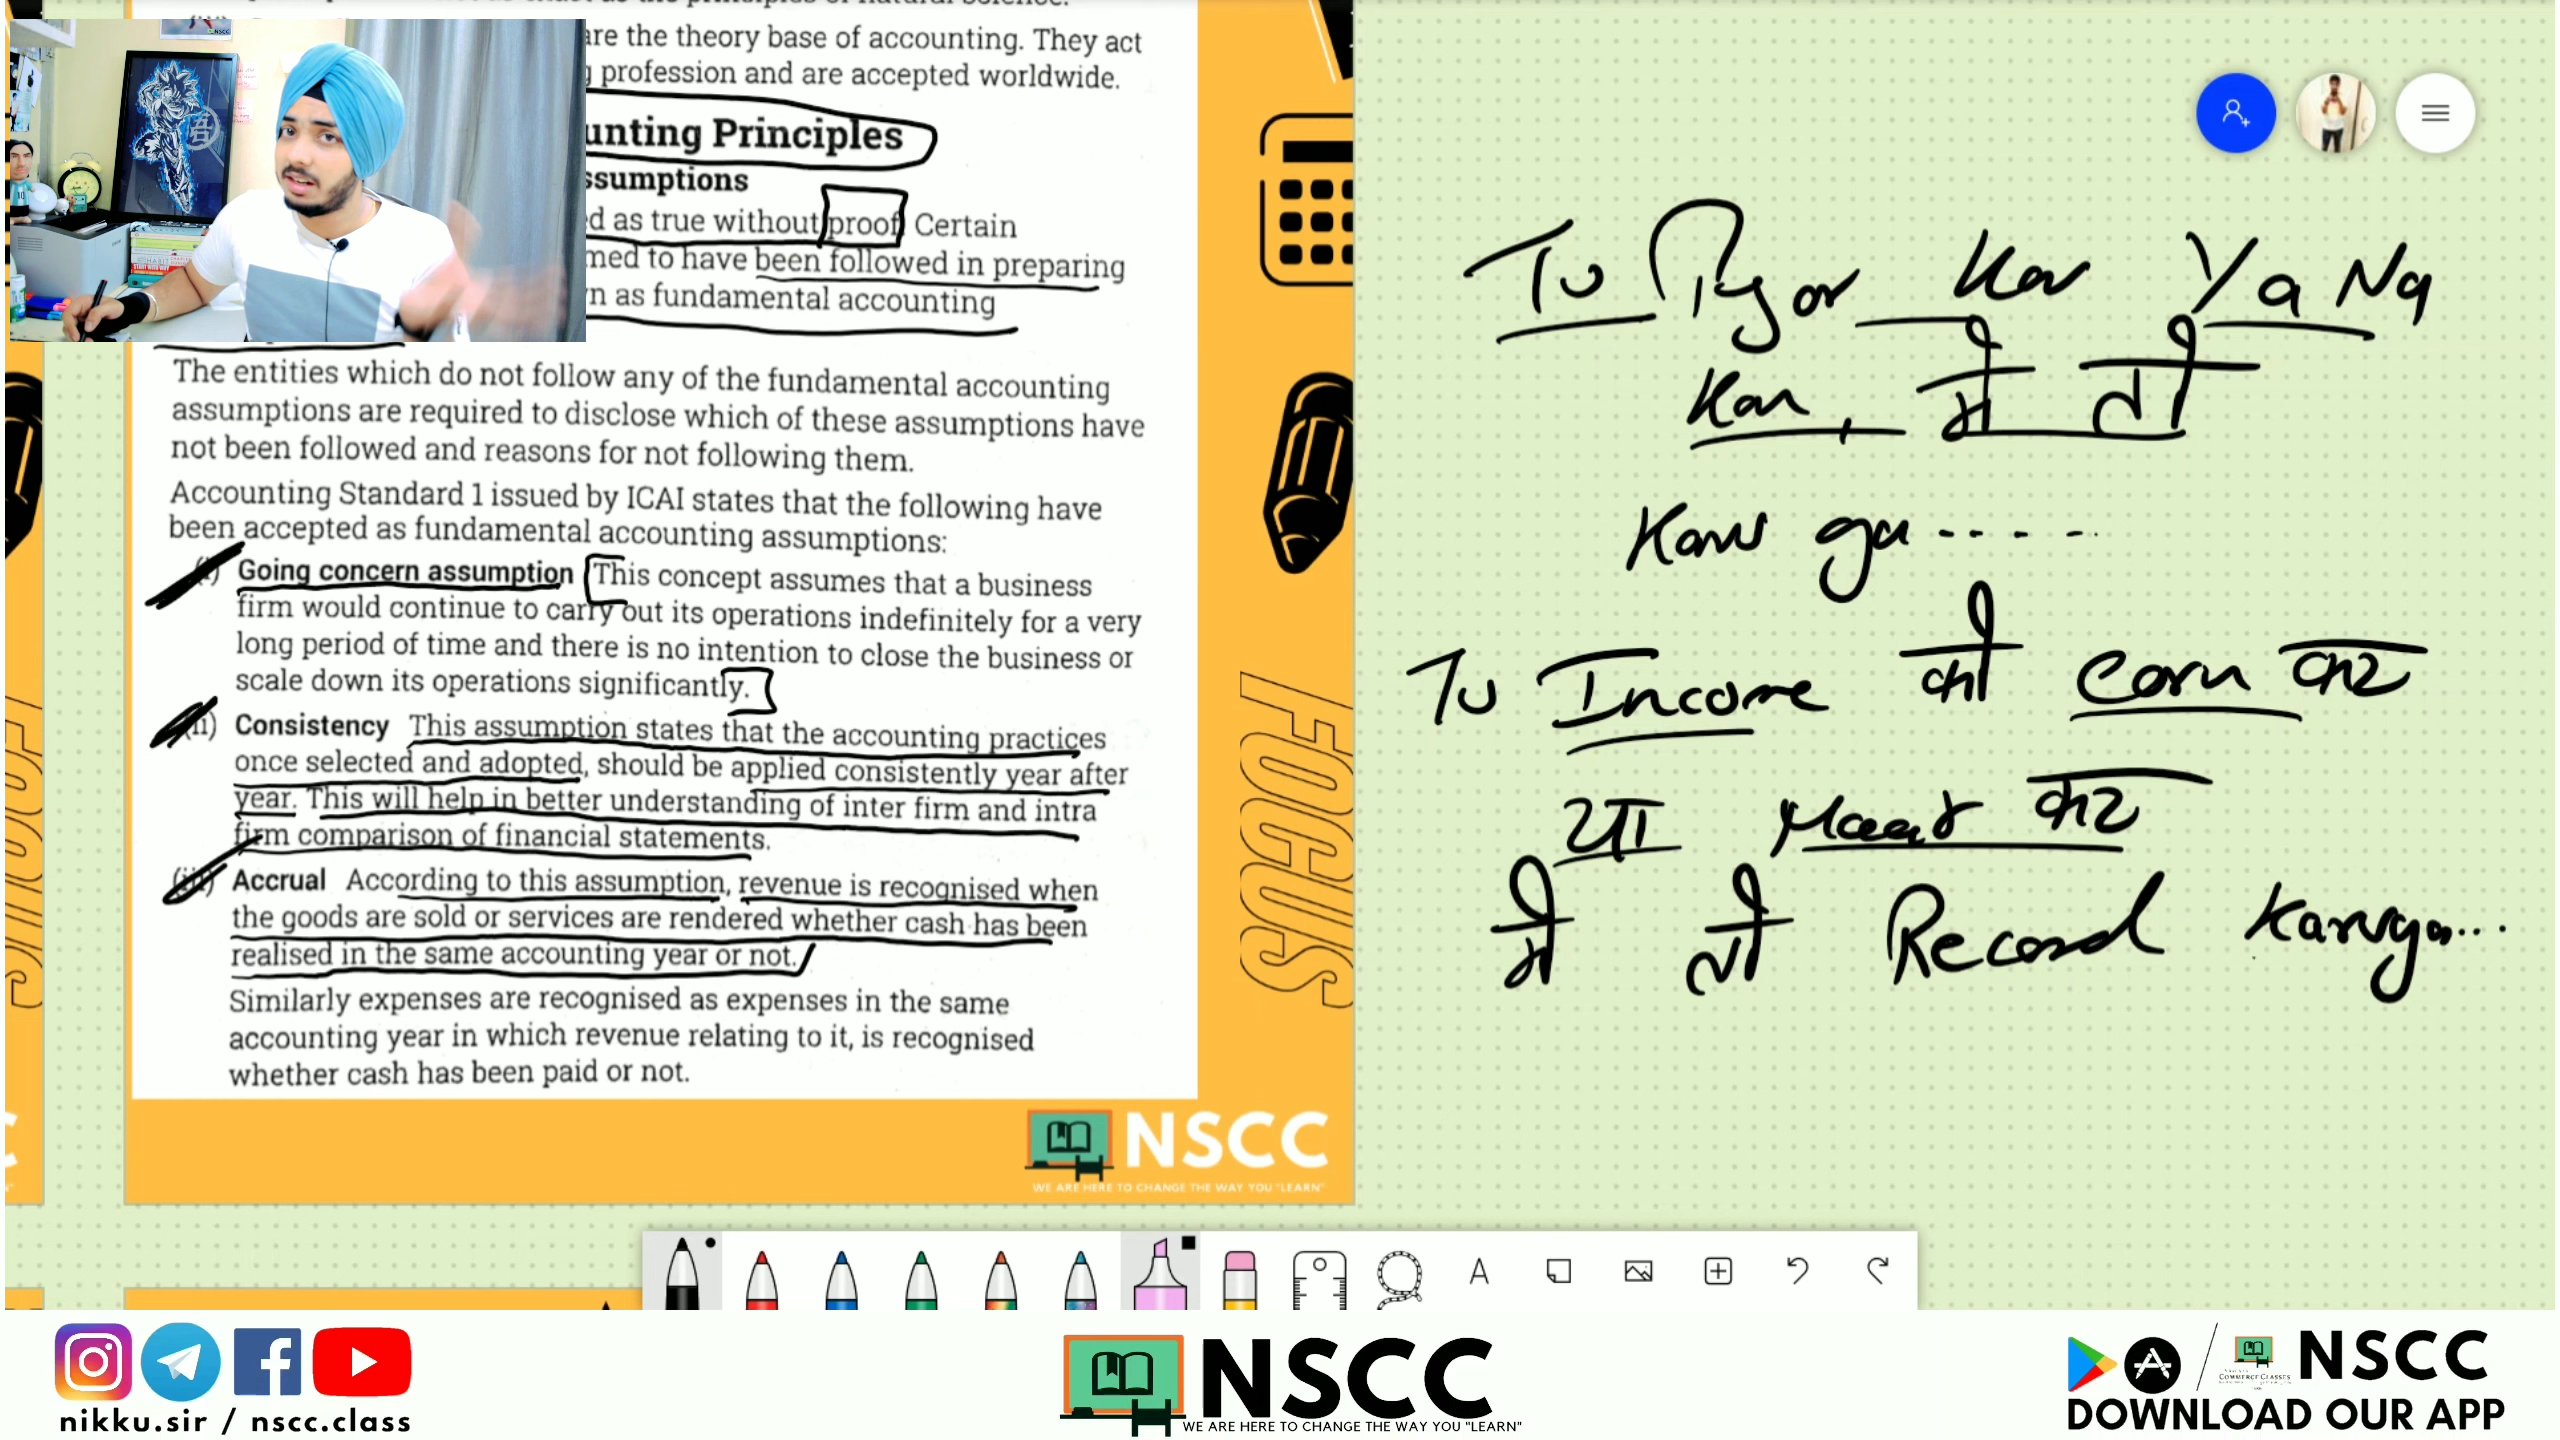 are the theory base of accounting. They act
profession and are accepted worldwide.
unting Principles
ssumptions
d as true without proof. Certain
med to have been followed in preparing
n as fundamental accounting
The entities which do not follow any of the fundamental accounting
assumptions are required to disclose which of these assumptions have
not been followed and reasons for not following them.
Accounting Standard 1 issued by ICAI states that the following have
been accepted as fundamental accounting assumptions:
(i) Going concern assumption This concept assumes that a business
firm would continue to carry out its operations indefinitely for a very
long period of time and there is no intention to close the business or
scale down its operations significantly.
(ii) Consistency This assumption states that the accounting practices
once selected and adopted, should be applied consistently year after
year. This will help in better understanding of inter firm and intra
firm comparison of financial statements.
(iii) Accrual According to this assumption, revenue is recognised when
the goods are sold or services are rendered whether cash has been
realised in the same accounting year or not.
Similarly expenses are recognised as expenses in the same
accounting year in which revenue relating to it, is recognised
whether cash has been paid or not.
NSCC
WE ARE HERE TO CHANGE THE WAY YOU "LEARN"
FOCUS
Tu Pyar Kar Ya Na
Kar, मैं तो
Karu ga ......
Tu Income को Earn कर
या मत कर
मैं तो Record Karuga...
A
nikku.sir / nscc.class
NSCC
WE ARE HERE TO CHANGE THE WAY YOU "LEARN"
NSCC
DOWNLOAD OUR APP